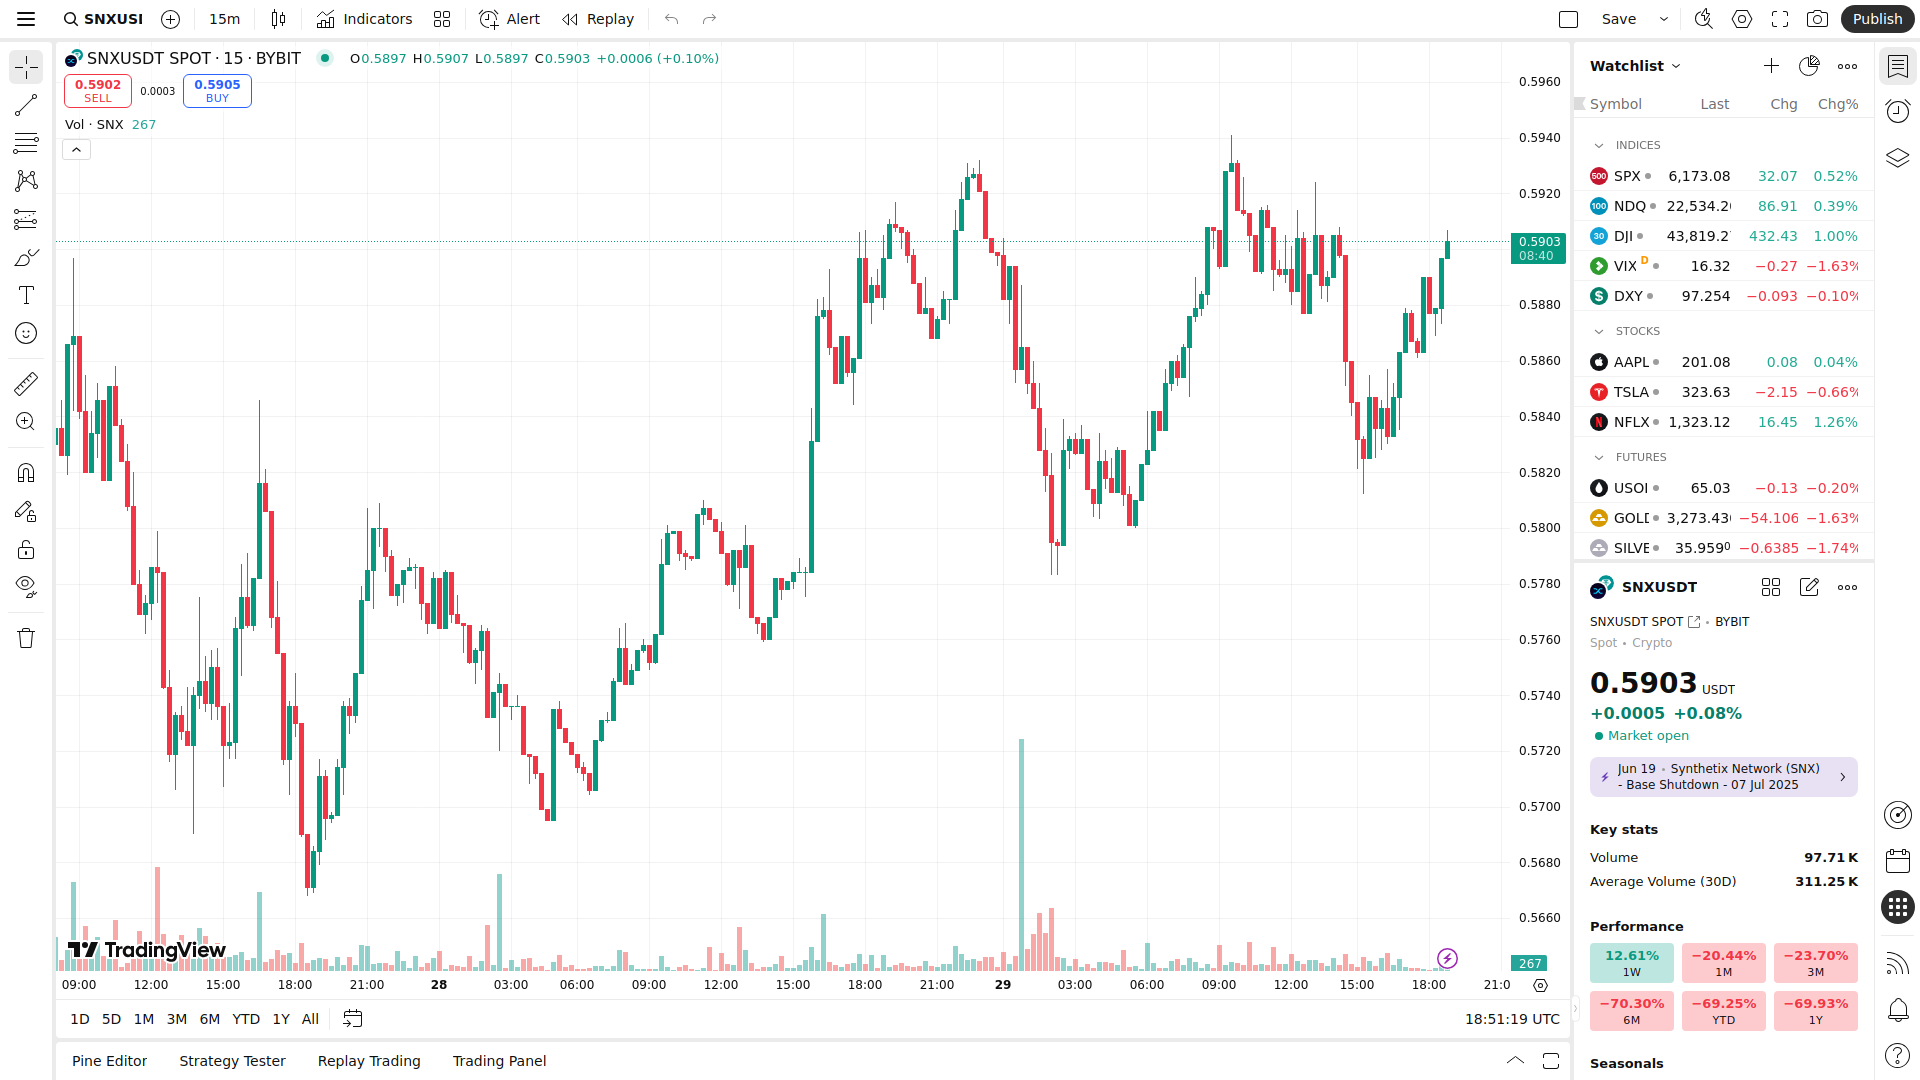 SNXUSI
15m
Indicators
Alert
Replay
Save
Publish
SNXUSDT SPOT · 15 · BYBIT
O0.5897 H0.5907 L0.5897 C0.5903 +0.0006 (+0.10%)
0.5902
SELL
0.0003
0.5905
BUY
Vol · SNX 267
0.5960
0.5940
0.5920
0.5903
08:40
0.5880
0.5860
0.5840
0.5820
0.5800
0.5780
0.5760
0.5740
0.5720
0.5700
0.5680
0.5660
267
TradingView
09:00 12:00 15:00 18:00 21:00 28 03:00 06:00 09:00 12:00 15:00 18:00 21:00 29 03:00 06:00 09:00 12:00 15:00 18:00 21:0
1D 5D 1M 3M 6M YTD 1Y All
18:51:19 UTC
Pine Editor Strategy Tester Replay Trading Trading Panel
Watchlist
Symbol Last Chg Chg%
INDICES
500 SPX 6,173.08 32.07 0.52%
100 NDQ 22,534.2 86.91 0.39%
30 DJI 43,819.2 432.43 1.00%
VIX D 16.32 −0.27 −1.63%
DXY 97.254 −0.093 −0.10%
STOCKS
AAPL 201.08 0.08 0.04%
TSLA 323.63 −2.15 −0.66%
NFLX 1,323.12 16.45 1.26%
FUTURES
USOI 65.03 −0.13 −0.20%
GOLD 3,273.43 −54.106 −1.63%
SILVE 35.9590 −0.6385 −1.74%
SNXUSDT
SNXUSDT SPOT • BYBIT
Spot • Crypto
0.5903 USDT
+0.0005 +0.08%
Market open
Jun 19 • Synthetix Network (SNX)
- Base Shutdown - 07 Jul 2025
Key stats
Volume 97.71 K
Average Volume (30D) 311.25 K
Performance
12.61% −20.44% −23.70%
1W 1M 3M
−70.30% −69.25% −69.93%
6M YTD 1Y
Seasonals